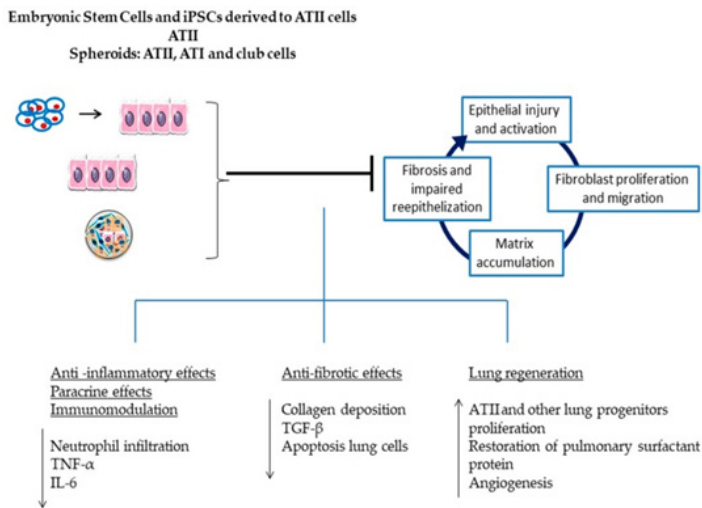 Embryonic Stem Cells and iPSCs derived to ATII cells
ATII
Spheroids: ATII, ATI and club cells
Epithelial injury
and activation
Fibrosis and
impaired
reepithelization
Fibroblast proliferation
and migration
Matrix
accumulation
Anti -inflammatory effects
Paracrine effects
Immunomodulation
Neutrophil infiltration
TNF-α
IL-6
Anti-fibrotic effects
Collagen deposition
TGF-β
Apoptosis lung cells
Lung regeneration
ATII and other lung progenitors
proliferation
Restoration of pulmonary surfactant
protein
Angiogenesis